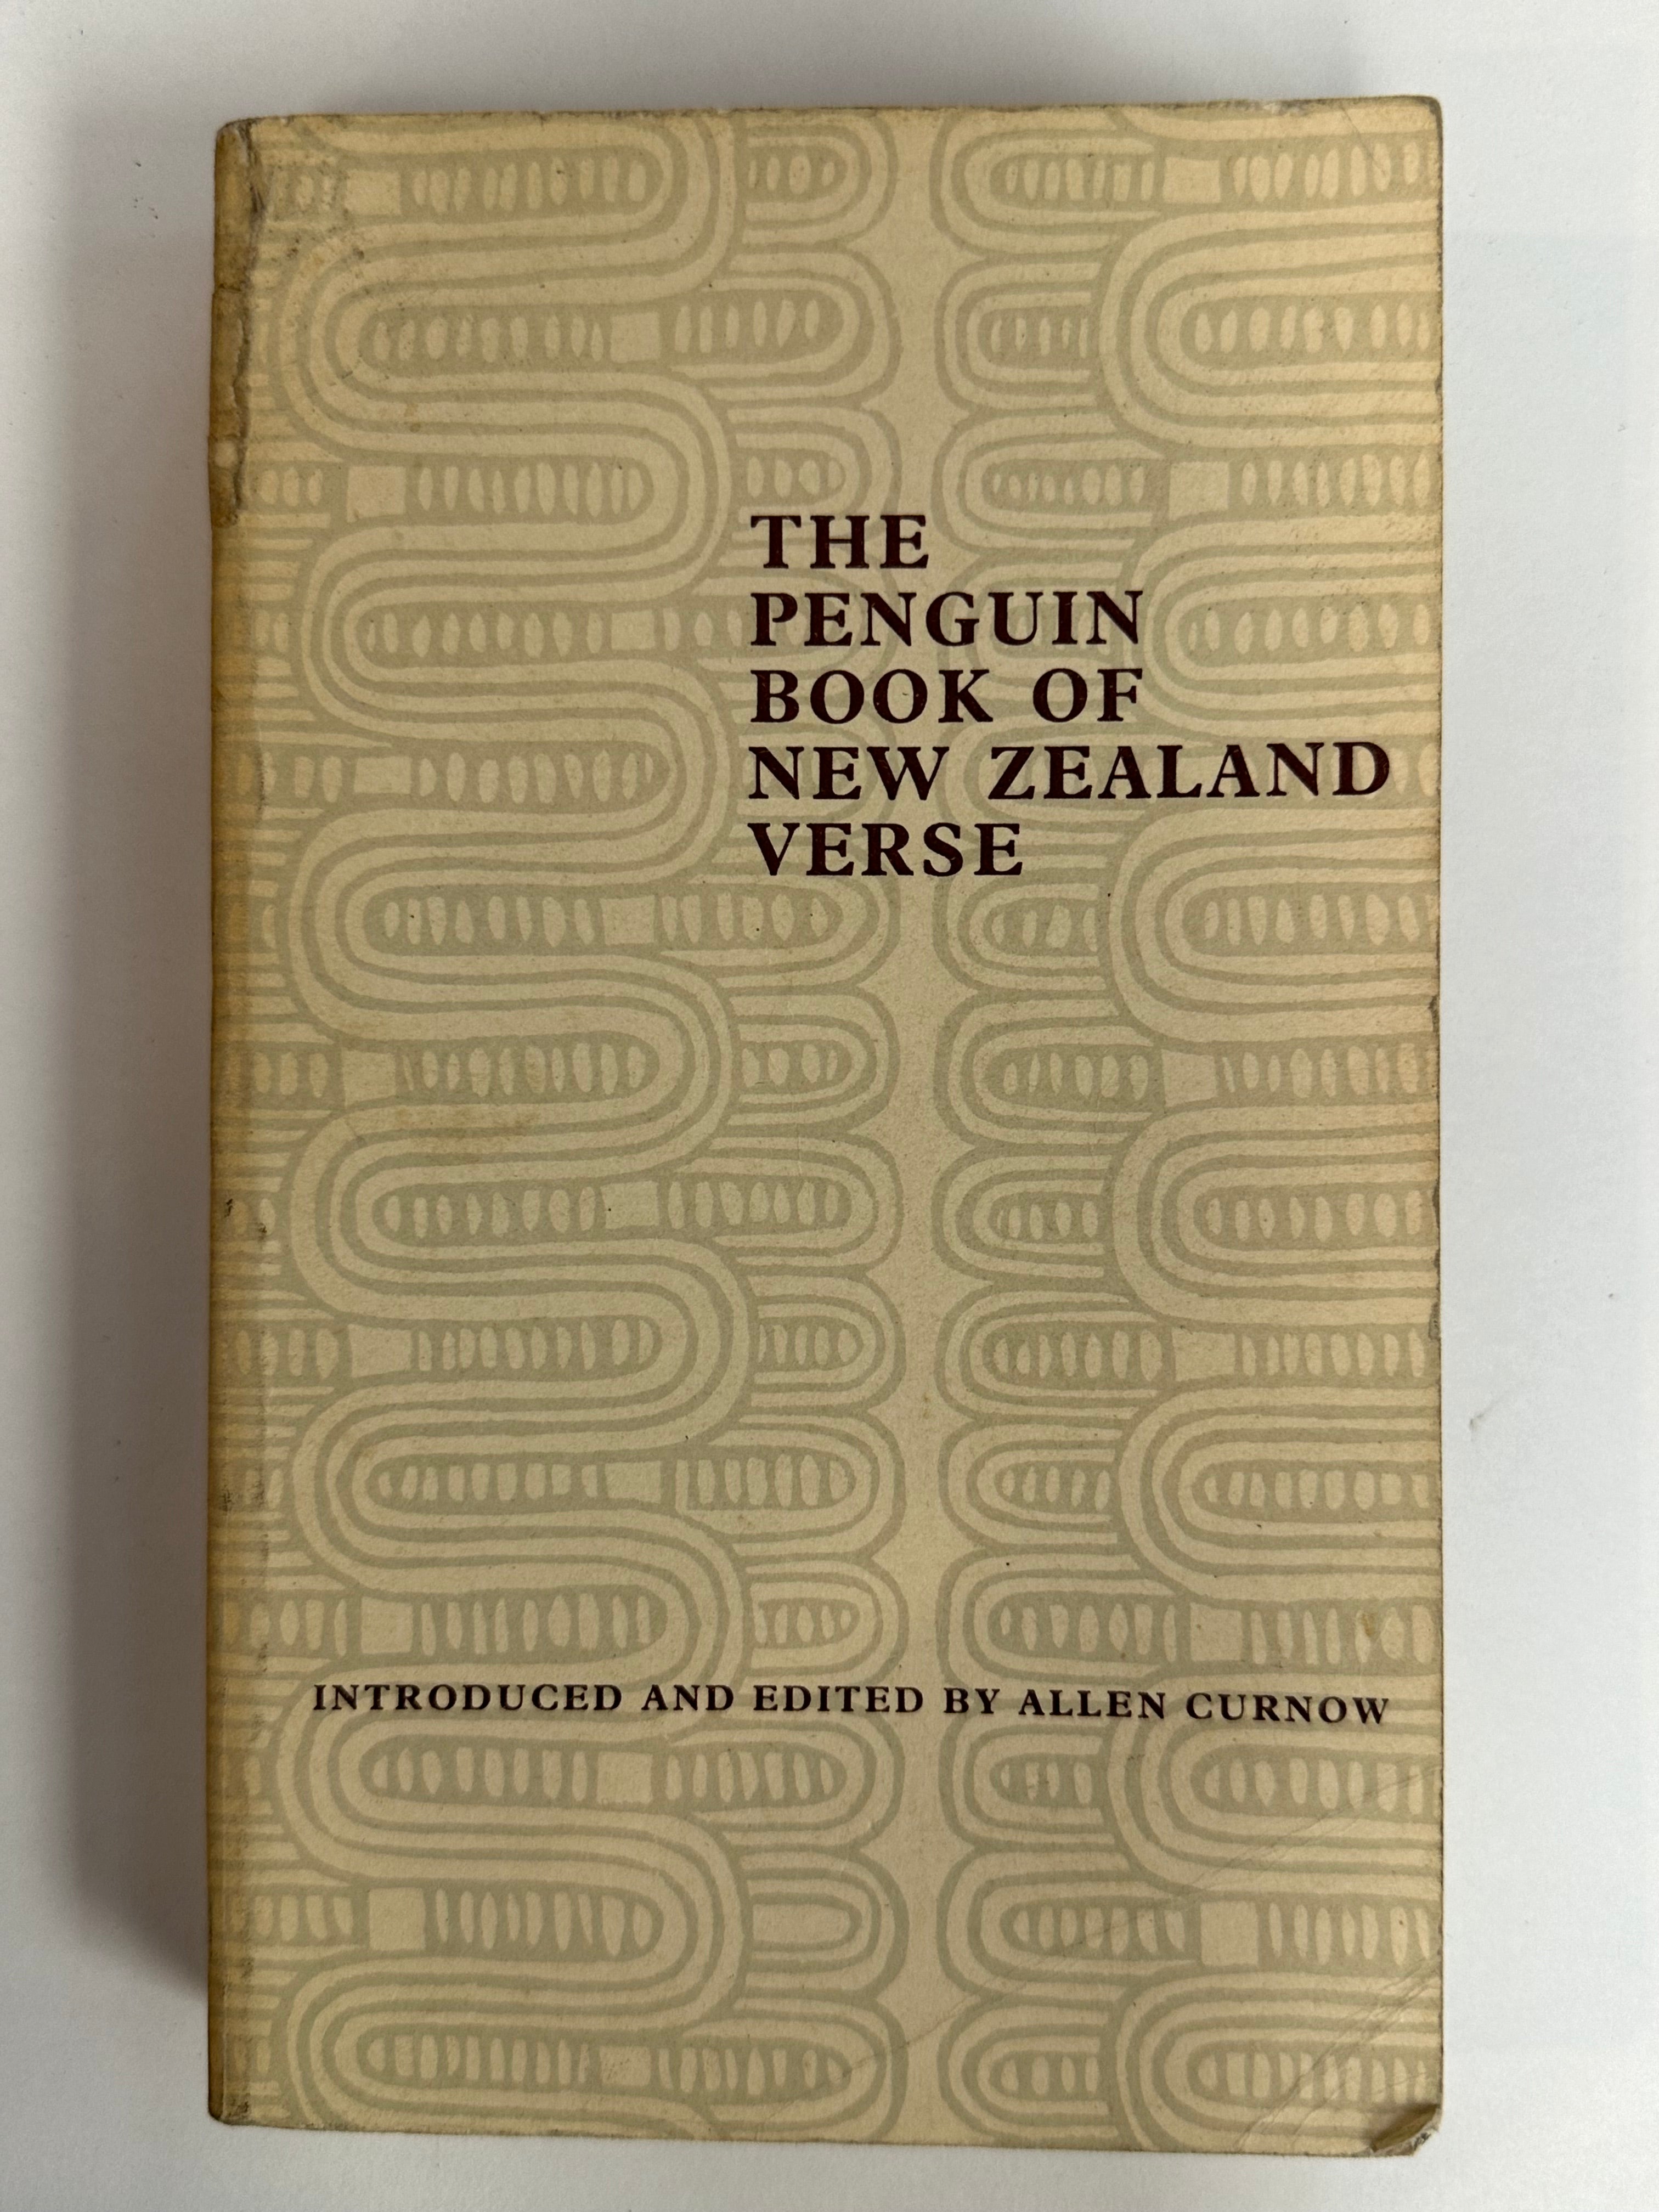 THE
PENGUIN
BOOK OF
NEW ZEALAND
VERSE
INTRODUCED AND EDITED BY ALLEN CURNOW